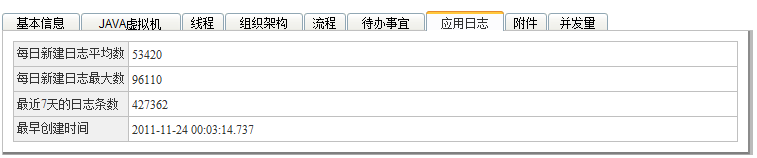 基本信息 JAVA虚拟机 线程 组织架构 流程 待办事宜 应用日志 附件 并发量
每日新建日志平均数 53420
每日新建日志最大数 96110
最近7天的日志条数 427362
最早创建时间 2011-11-24 00:03:14.737